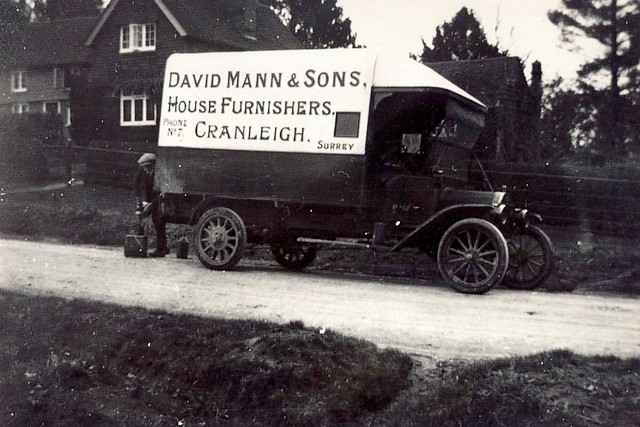 DAVID MANN & SONS,
HOUSE FURNISHERS.
PHONE
No 7.
CRANLEIGH.
SURREY